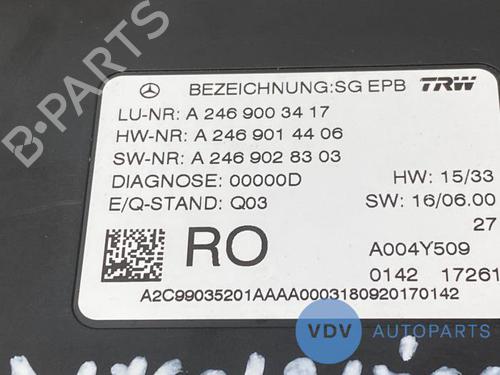 BEZEICHNUNG:SG EPB TRW
LU-NR: A 246 900 34 17
HW-NR: A 246 901 44 06
SW-NR: A 246 902 83 03
DIAGNOSE: 00000D HW: 15/33
E/Q-STAND: Q03 SW: 16/06.00
27
RO A004Y509
0142 17261
A2C99035201AAAA0003180920170142
VDV AUTOPARTS
B-Parts